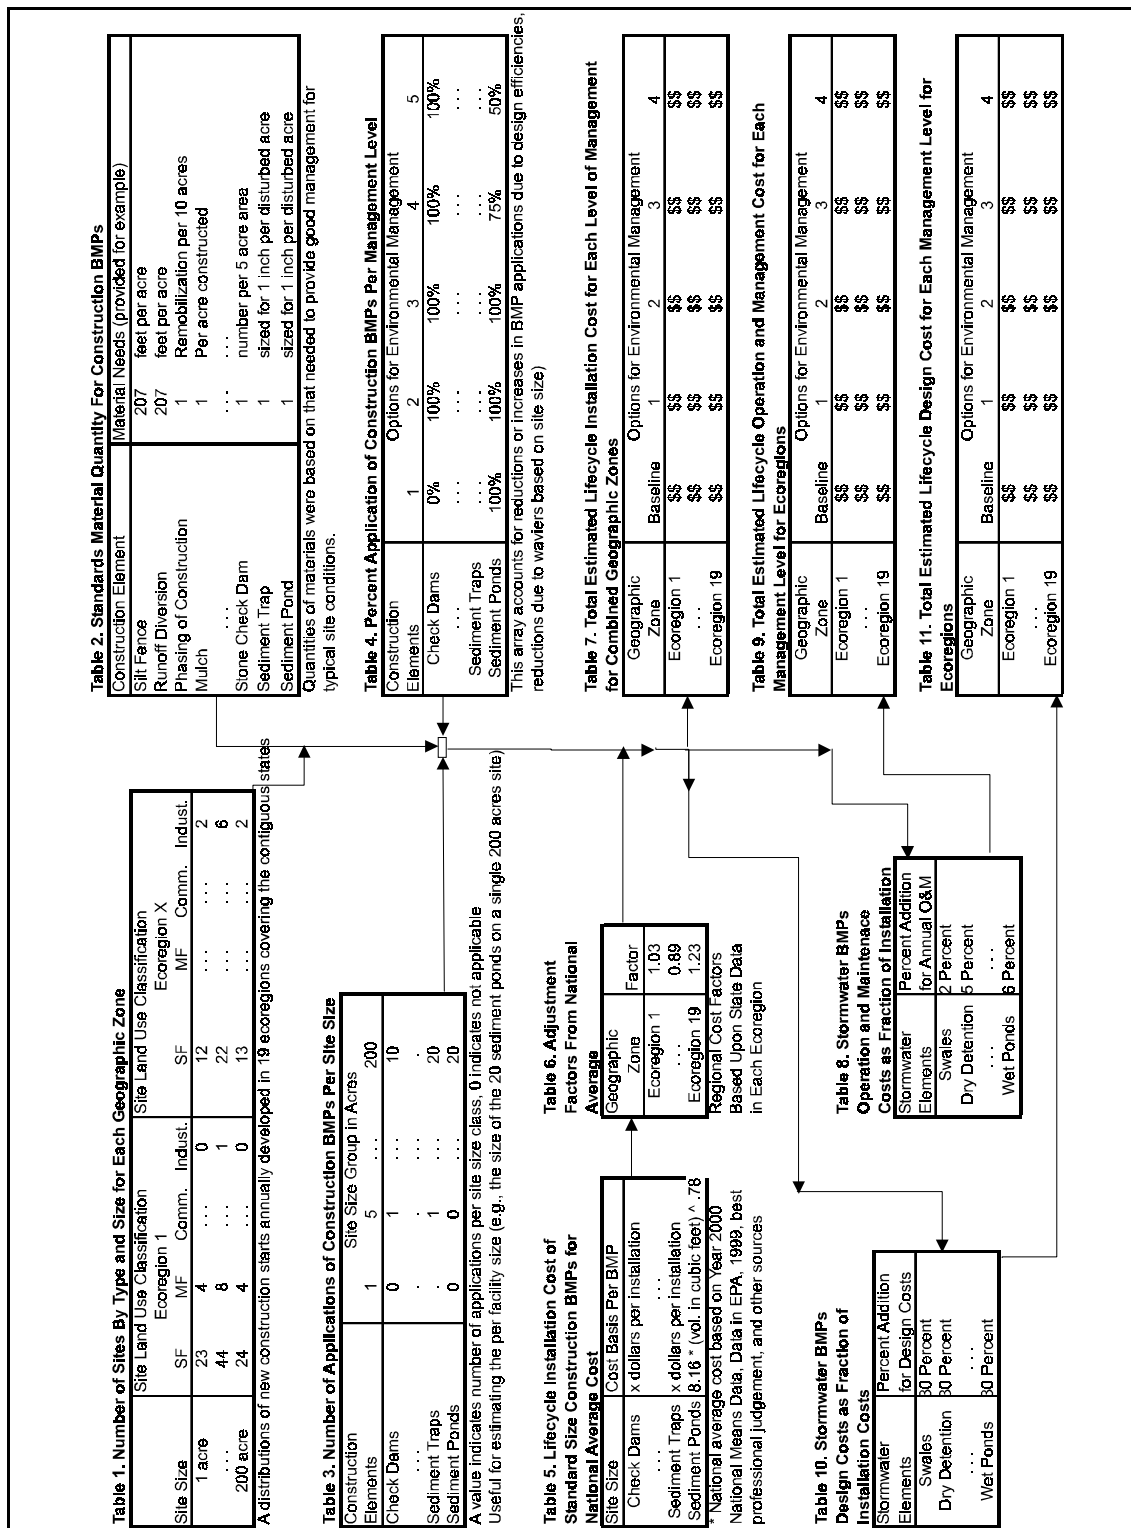 Table 1. Number of Sites By Type and Size for Each Geographic Zone
Site Land Use Classification Site Land Use Classification
Ecoregion 1 Ecoregion X
Site Size SF MF Comm. Indust. SF MF Comm. Indust.
1 acre 23 4 ... 0 12 ... ... 2
... 44 8 ... 1 22 ... ... 6
200 acre 24 4 ... 0 13 ... ... 2
A distributions of new construction starts annually developed in 19 ecoregions covering the contiguous states
Table 2. Standards Material Quantity For Construction BMPs
Construction Element Material Needs (provided for example)
Silt Fence 207 feet per acre
Runoff Diversion 207 feet per acre
Phasing of Construction 1 Remobilization per 10 acres
Mulch 1 Per acre constructed
.... ...
Stone Check Dam 1 number per 5 acre area
Sediment Trap 1 sized for 1 inch per disturbed acre
Sediment Pond 1 sized for 1 inch per disturbed acre
Quantities of materials were based on that needed to provide good management for
typical site conditions.
Table 3. Number of Applications of Construction BMPs Per Site Size
Construction Site Size Group in Acres
Elements 1 5 .... 200
Check Dams 0 1 ... 10
... . . ... .
Sediment Traps . 1 ... 20
Sediment Ponds 0 0 ... 20
A value indicates number of applications per site size class, 0 indicates not applicable
Useful for estimating the per facility size (e.g., the size of the 20 sediment ponds on a single 200 acres site)
Table 4. Percent Application of Construction BMPs Per Management Level
Construction Options for Environmental Management
Elements 1 2 3 4 5
Check Dams 0% 100% 100% 100% 100%
... ... ... ... ... ...
Sediment Traps ... ... ... ... ...
Sediment Ponds 100% 100% 100% 75% 50%
This array accounts for reductions or increases in BMP applications due to design efficiencies,
reductions due to waviers based on site size)
Table 5. Lifecycle Installation Cost of
Standard Size Construction BMPs for
National Average Cost
Site Size Cost Basis Per BMP
Check Dams x dollars per installation
... ...
Sediment Traps x dollars per installation
Sediment Ponds 8.16 * (vol. in cubic feet) ^ .78
* National average cost based on Year 2000
National Means Data, Data in EPA, 1999, best
professional judgement, and other sources
Table 6. Adjustment
Factors From National
Average
Geographic
Zone Factor
Ecoregion 1 1.03
... 0.89
Ecoregion 19 1.23
Regional Cost Factors
Based Upon State Data
in Each Ecoregion
Table 7. Total Estimated Lifecycle Installation Cost for Each Level of Management
for Combined Geographic Zones
Geographic Options for Environmental Management
Zone Baseline 1 2 3 4
Ecoregion 1 $$ $$ $$ $$ $$
... $$ $$ $$ $$ $$
Ecoregion 19 $$ $$ $$ $$ $$
Table 8. Stormwater BMPs
Operation and Maintenace
Costs as Fraction of Installation
Stormwater Percent Addition
Elements for Annual O&M
Swales 2 Percent
Dry Detention 5 Percent
... ...
Wet Ponds 6 Percent
Table 9. Total Estimated Lifecycle Operation and Management Cost for Each
Management Level for Ecoregions
Geographic Options for Environmental Management
Zone Baseline 1 2 3 4
Ecoregion 1 $$ $$ $$ $$ $$
... $$ $$ $$ $$ $$
Ecoregion 19 $$ $$ $$ $$ $$
Table 10. Stormwater BMPs
Design Costs as Fraction of
Installation Costs
Stormwater Percent Addition
Elements for Design Costs
Swales 30 Percent
Dry Detention 30 Percent
... ...
Wet Ponds 30 Percent
Table 11. Total Estimated Lifecycle Design Cost for Each Management Level for
Ecoregions
Geographic Options for Environmental Management
Zone Baseline 1 2 3 4
Ecoregion 1 $$ $$ $$ $$ $$
... $$ $$ $$ $$ $$
Ecoregion 19 $$ $$ $$ $$ $$